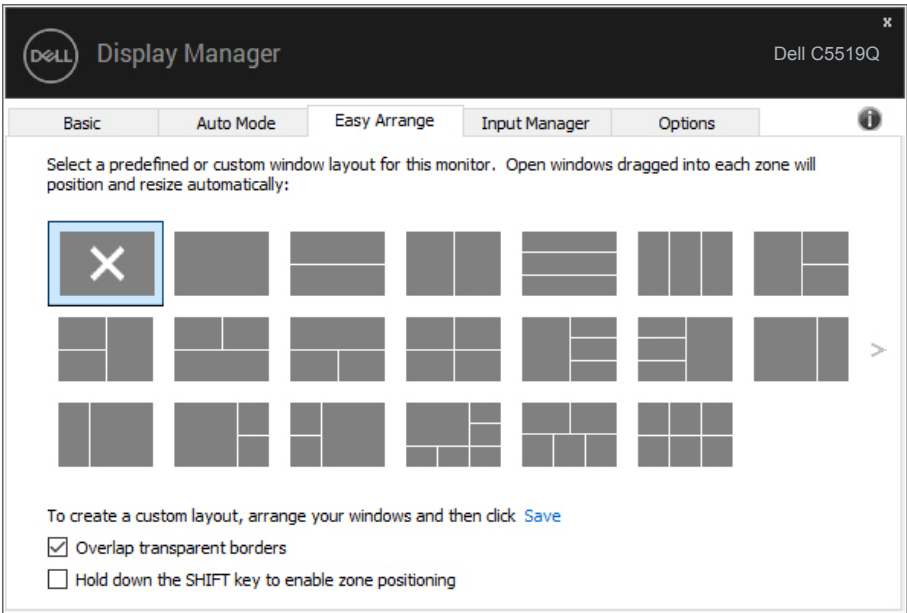 x
DELL Display Manager
Dell C5519Q
Basic Auto Mode Easy Arrange Input Manager Options
Select a predefined or custom window layout for this monitor. Open windows dragged into each zone will
position and resize automatically:
>
To create a custom layout, arrange your windows and then click Save
Overlap transparent borders
Hold down the SHIFT key to enable zone positioning